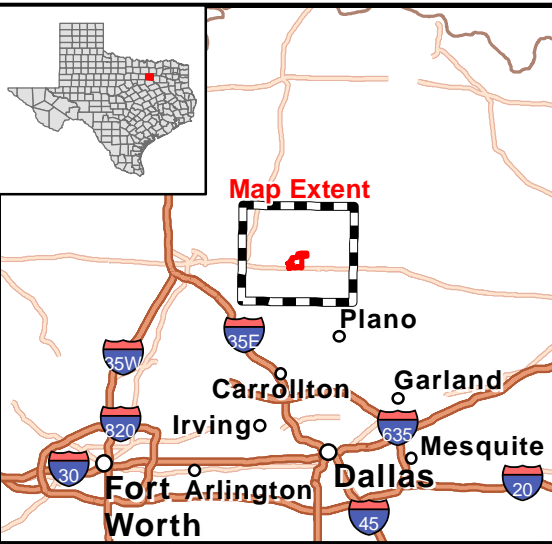 Map Extent
Plano
35E
35W
Carrollton
Garland
820
Irving
635
Mesquite
30
Dallas
Fort Worth
Arlington
20
45